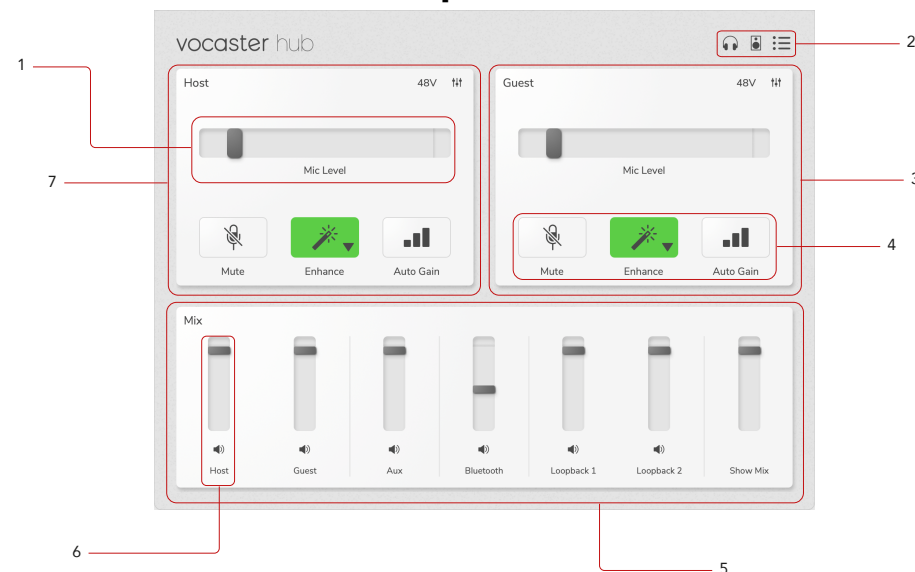 vocaster hub
2
1
Host 48V
Guest 48V
Mic Level
Mic Level
7
3
4
Mute Enhance Auto Gain
Mute Enhance Auto Gain
Mix
Host Guest Aux Bluetooth Loopback 1 Loopback 2 Show Mix
6
5